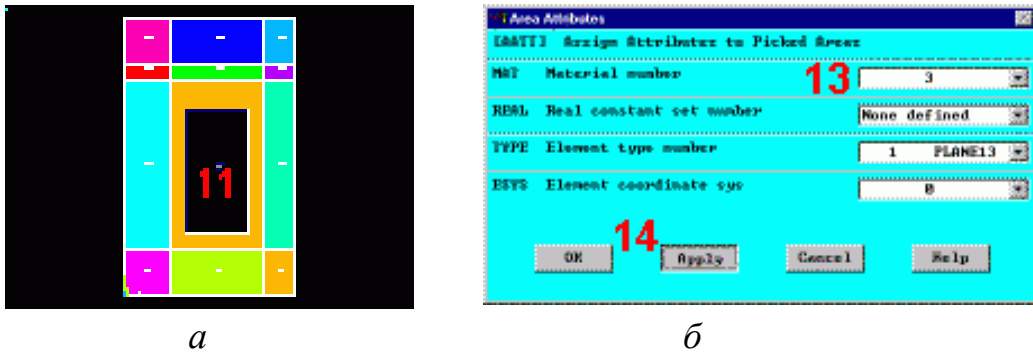 11
Area Attributes
[AATT] Assign Attributes to Picked Areas
MAT Material number 13 3
REAL Real constant set number None defined
TYPE Element type number 1 PLANE13
ESYS Element coordinate sys 0
14
OK Apply Cancel Help
а б